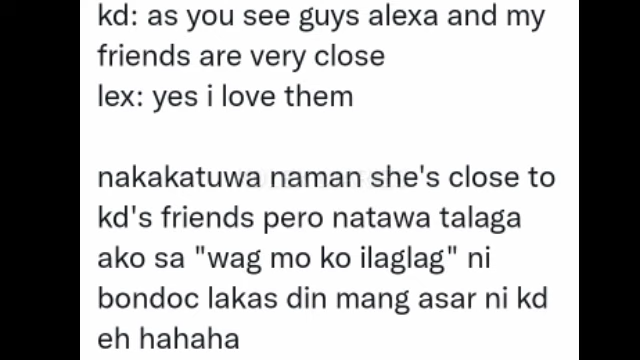 kd: as you see guys alexa and my
friends are very close
lex: yes i love them
nakakatuwa naman she's close to
kd's friends pero natawa talaga
ako sa "wag mo ko ilaglag" ni
bondoc lakas din mang asar ni kd
eh hahaha